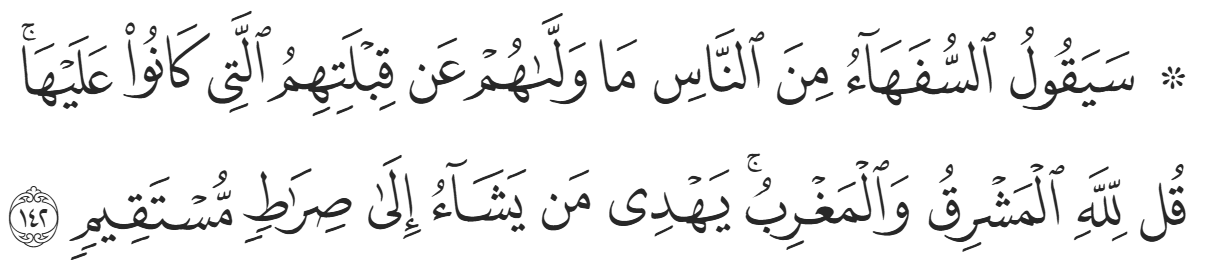 ۞ سَيَقُولُ ٱلسُّفَهَآءُ مِنَ ٱلنَّاسِ مَا وَلَّىٰهُمْ عَن قِبْلَتِهِمُ ٱلَّتِى كَانُوا۟ عَلَيْهَا ۚ
قُل لِّلَّهِ ٱلْمَشْرِقُ وَٱلْمَغْرِبُ ۚ يَهْدِى مَن يَشَآءُ إِلَىٰ صِرَٰطٍ مُّسْتَقِيمٍ ١٤٢